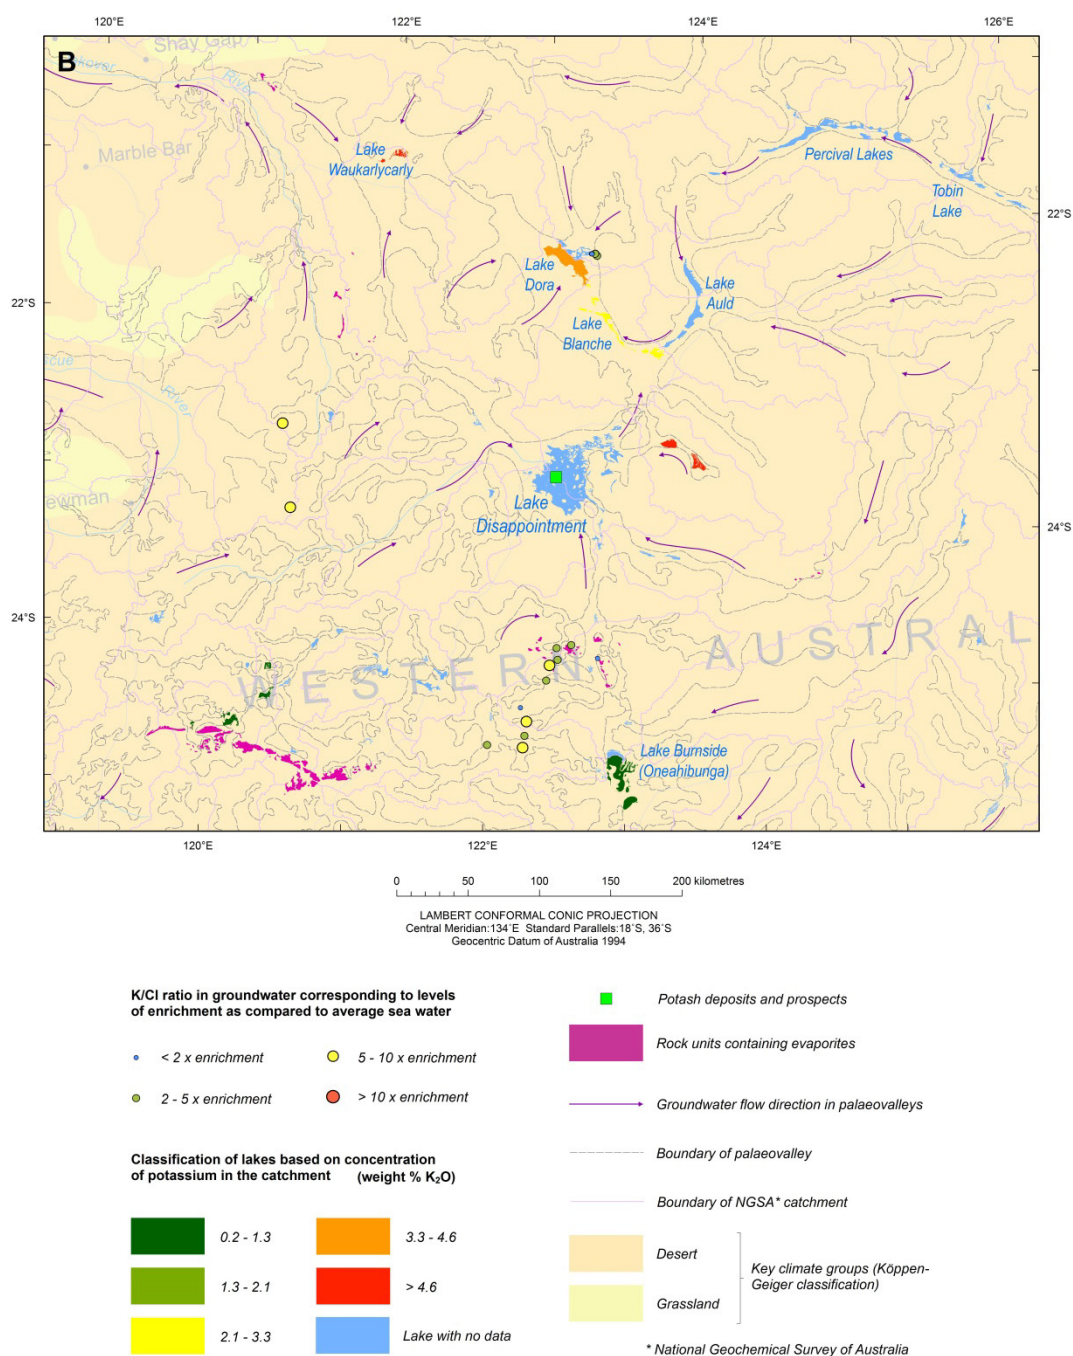 120°E 122°E 124°E 126°E
B
Shay Gap
River
Marble Bar
Lake
Waukarlycarly
Percival Lakes
Tobin
Lake
22°S
Lake
Dora
Lake
Auld
22°S
Lake
Blanche
River
Lake
Disappointment
24°S
24°S
WESTERN AUSTRAL
Lake Burnside
(Oneahibunga)
120°E 122°E 124°E
0 50 100 150 200 kilometres
LAMBERT CONFORMAL CONIC PROJECTION
Central Meridian:134°E Standard Parallels:18°S, 36°S
Geocentric Datum of Australia 1994
K/Cl ratio in groundwater corresponding to levels
of enrichment as compared to average sea water
< 2 x enrichment
5 - 10 x enrichment
2 - 5 x enrichment
> 10 x enrichment
Classification of lakes based on concentration
of potassium in the catchment (weight % K₂O)
0.2 - 1.3
3.3 - 4.6
1.3 - 2.1
> 4.6
2.1 - 3.3
Lake with no data
Potash deposits and prospects
Rock units containing evaporites
Groundwater flow direction in palaeovalleys
Boundary of palaeovalley
Boundary of NGSA* catchment
Desert
Grassland
Key climate groups (Köppen-
Geiger classification)
* National Geochemical Survey of Australia